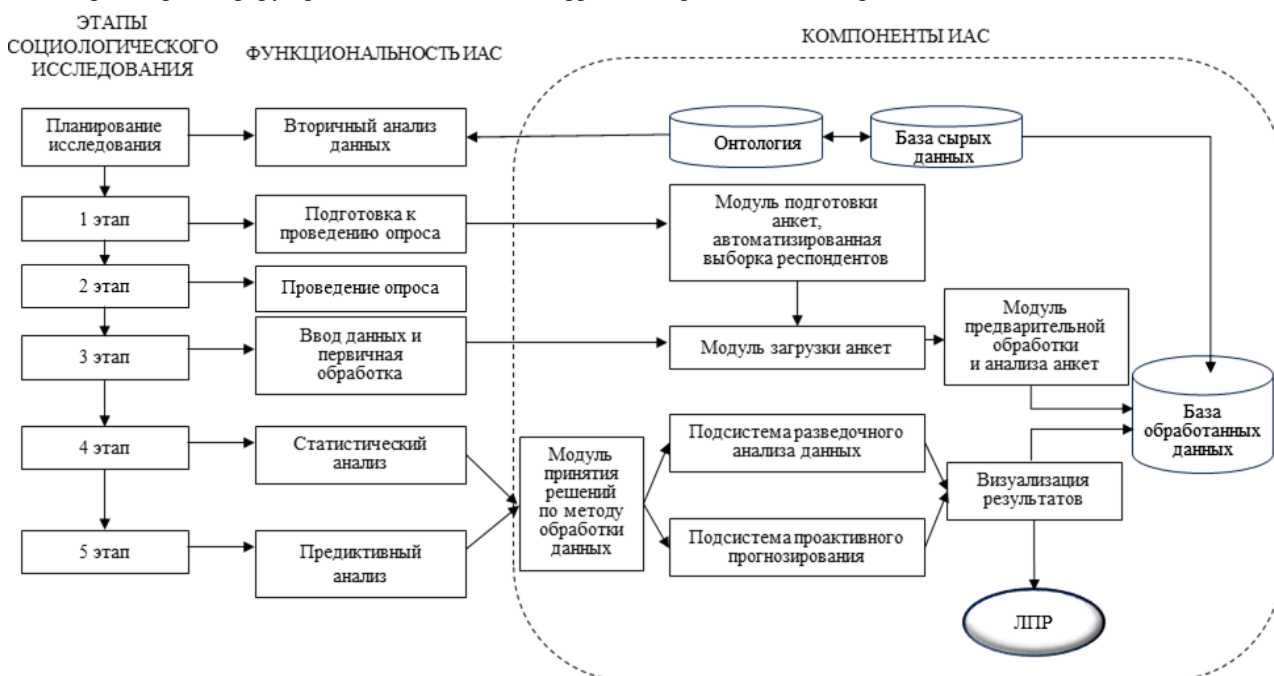 ЭТАПЫ
СОЦИОЛОГИЧЕСКОГО
ИССЛЕДОВАНИЯ
ФУНКЦИОНАЛЬНОСТЬ ИАС
КОМПОНЕНТЫ ИАС
Планирование
исследования
Вторичный анализ
данных
Онтология
База сырых
данных
1 этап
Подготовка к
проведению опроса
Модуль подготовки
анкет,
автоматизированная
выборка респондентов
2 этап
Проведение опроса
3 этап
Ввод данных и
первичная
обработка
Модуль загрузки анкет
Модуль
предварительной
обработки
и анализа анкет
База
обработанных
данных
4 этап
Статистический
анализ
Модуль
принятия
решений
по методу
обработки
данных
Подсистема разведочного
анализа данных
Визуализация
результатов
5 этап
Предиктивный
анализ
Подсистема проактивного
прогнозирования
ЛПР